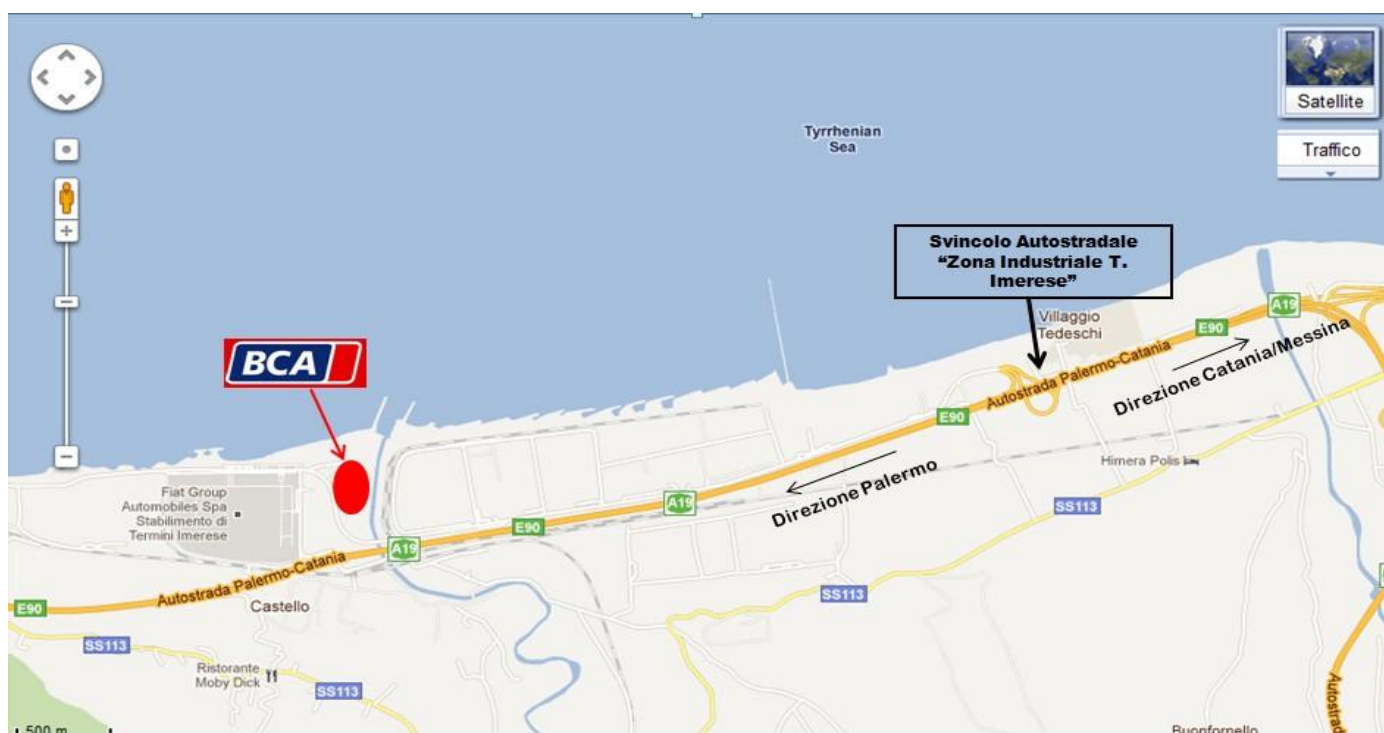 Satellite
Traffico
Tyrrhenian
Sea
Svincolo Autostradale
“Zona Industriale T.
Imerese”
Villaggio
Tedeschi
A19
E90
Direzione Catania/Messina
Autostrada Palermo-Catania
BCA
E90
Himera Polis
Direzione Palermo
Fiat Group
Automobiles Spa
Stabilimento di
Termini Imerese
A19
SS113
E90
A19
Autostrada Palermo-Catania
SS113
E90
Castello
SS113
Ristorante
Moby Dick
SS113
Autostrad
500 m
Buonfornello